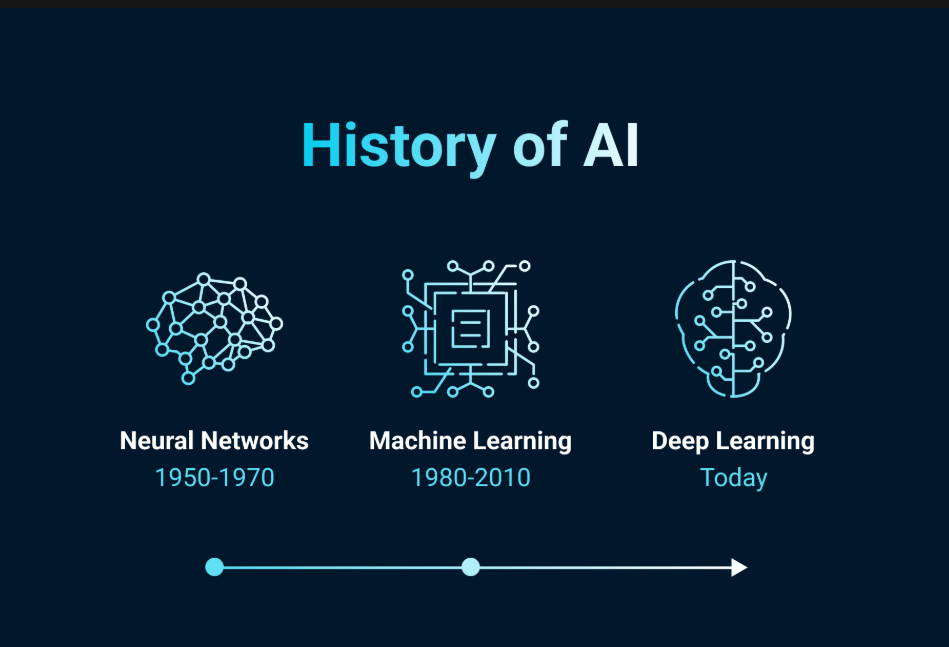 History of AI
Neural Networks
1950-1970
Machine Learning
1980-2010
Deep Learning
Today